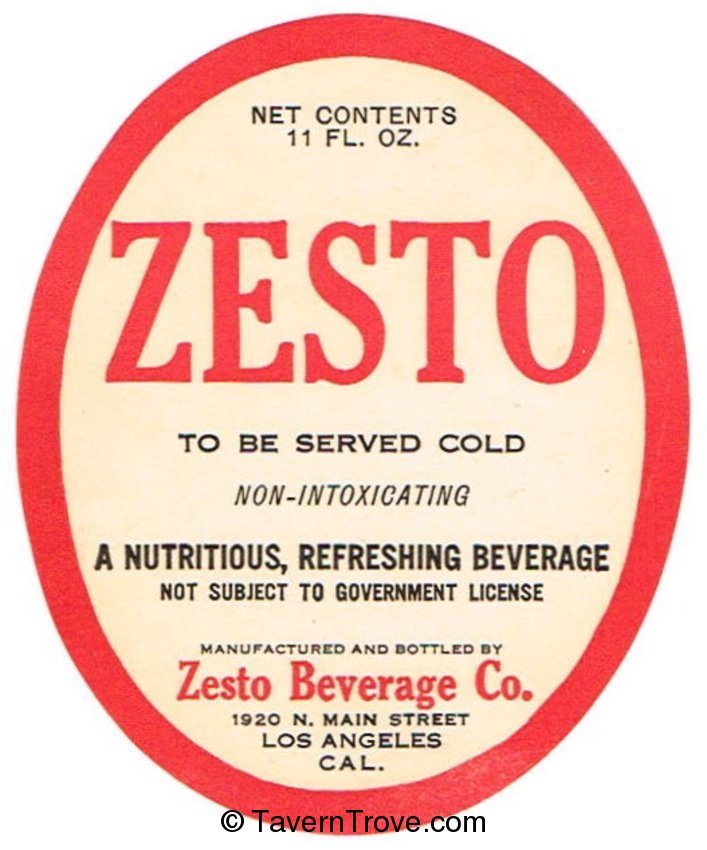 NET CONTENTS
11 FL. OZ.
ZESTO
TO BE SERVED COLD
NON-INTOXICATING
A NUTRITIOUS, REFRESHING BEVERAGE
NOT SUBJECT TO GOVERNMENT LICENSE
MANUFACTURED AND BOTTLED BY
Zesto Beverage Co.
1920 N. MAIN STREET
LOS ANGELES
CAL.
© TavernTrove.com